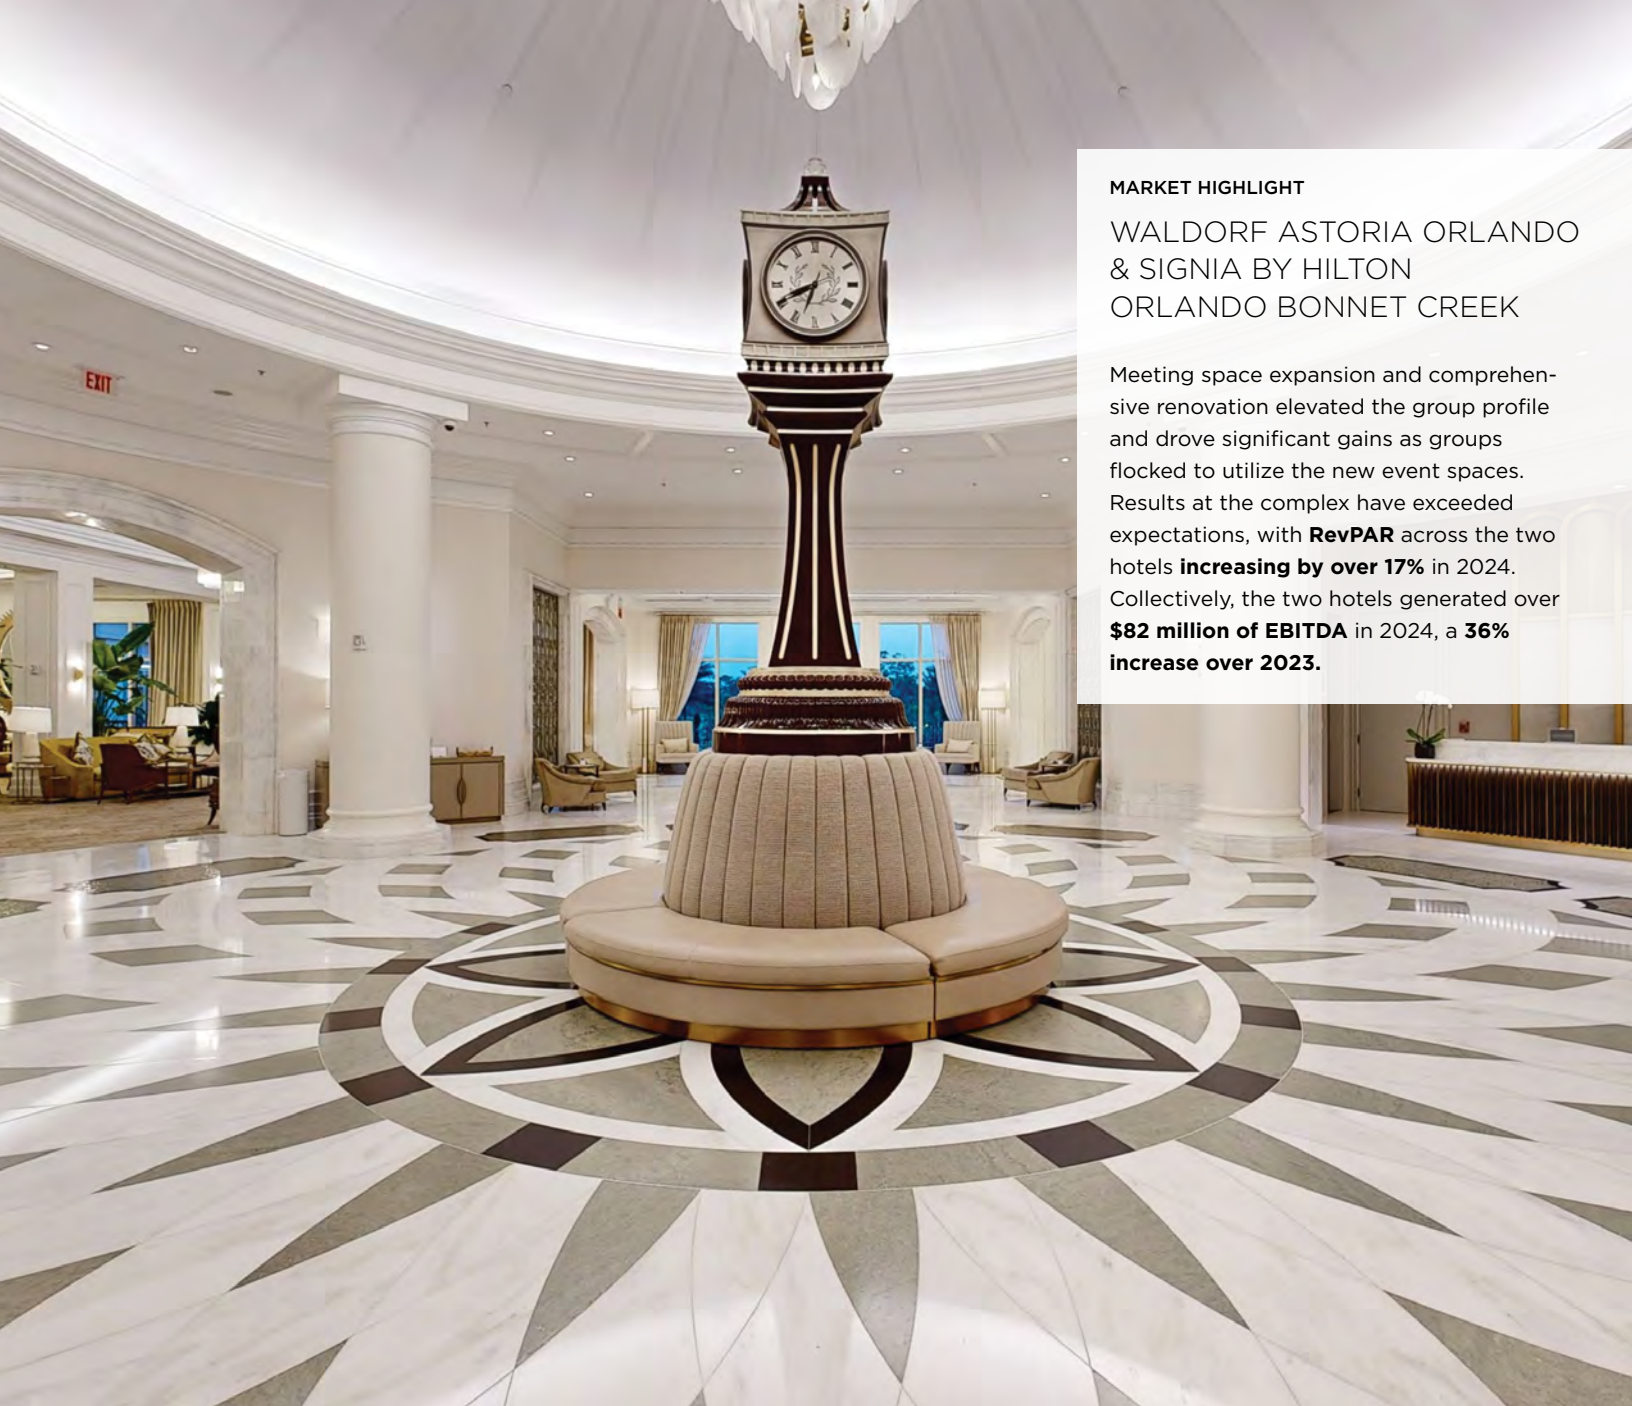 MARKET HIGHLIGHT
WALDORF ASTORIA ORLANDO
& SIGNIA BY HILTON
ORLANDO BONNET CREEK
Meeting space expansion and comprehen-
sive renovation elevated the group profile
and drove significant gains as groups
flocked to utilize the new event spaces.
Results at the complex have exceeded
expectations, with RevPAR across the two
hotels increasing by over 17% in 2024.
Collectively, the two hotels generated over
$82 million of EBITDA in 2024, a 36%
increase over 2023.
EXIT